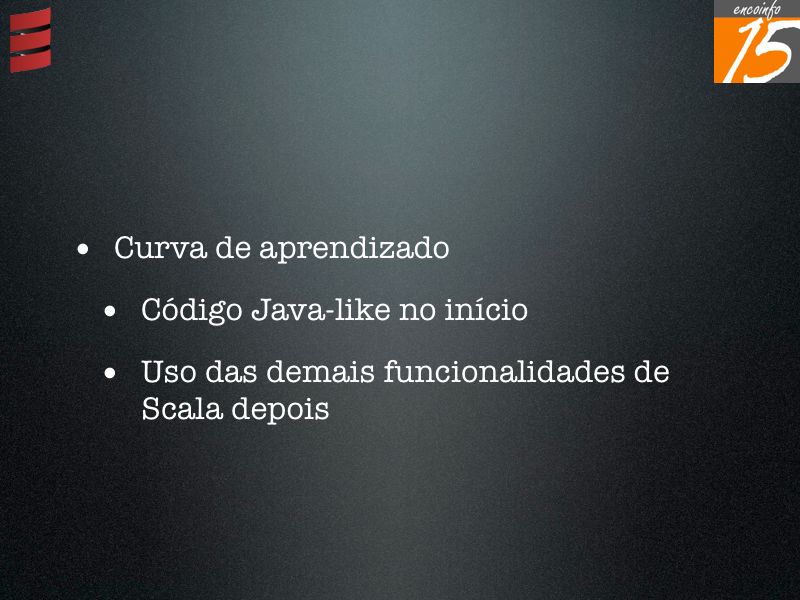 encoinfo
15
• Curva de aprendizado
• Código Java-like no início
• Uso das demais funcionalidades de
Scala depois